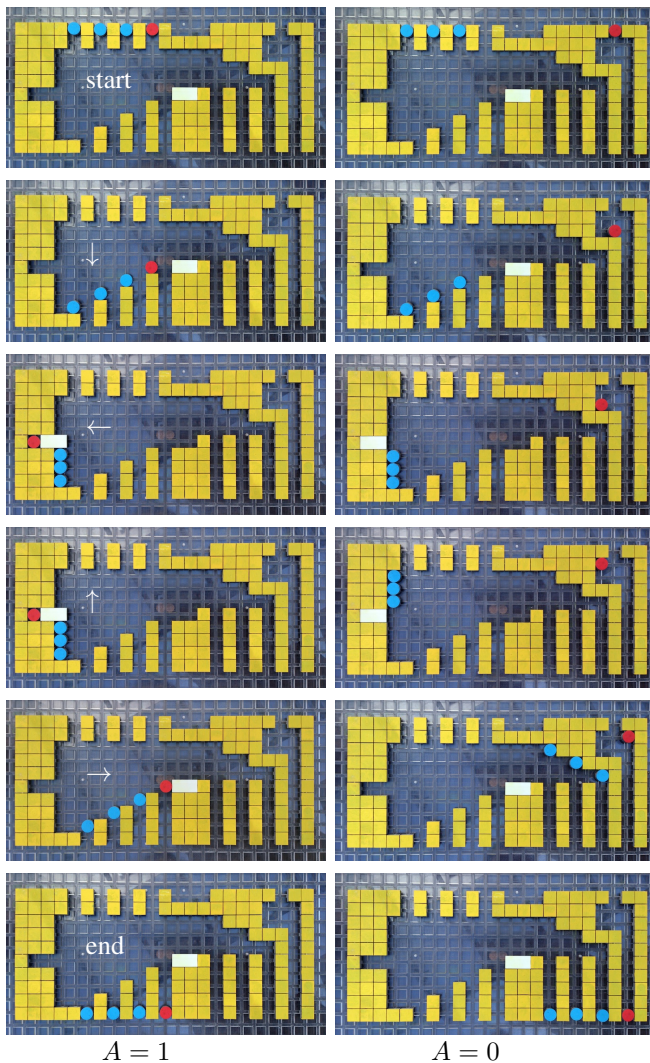 start
↓
←
↑
→
end
A = 1 A = 0